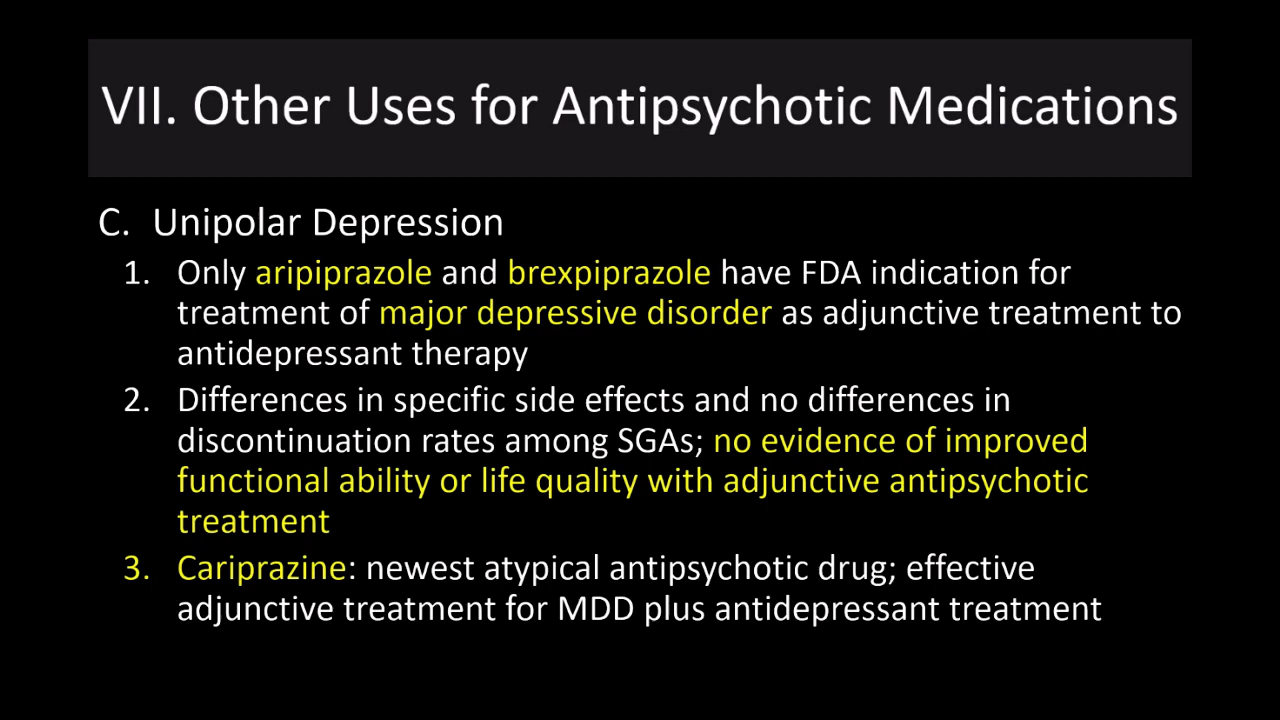 VII. Other Uses for Antipsychotic Medications
C. Unipolar Depression
1. Only aripiprazole and brexpiprazole have FDA indication for
treatment of major depressive disorder as adjunctive treatment to
antidepressant therapy
2. Differences in specific side effects and no differences in
discontinuation rates among SGAs; no evidence of improved
functional ability or life quality with adjunctive antipsychotic
treatment
3. Cariprazine: newest atypical antipsychotic drug; effective
adjunctive treatment for MDD plus antidepressant treatment